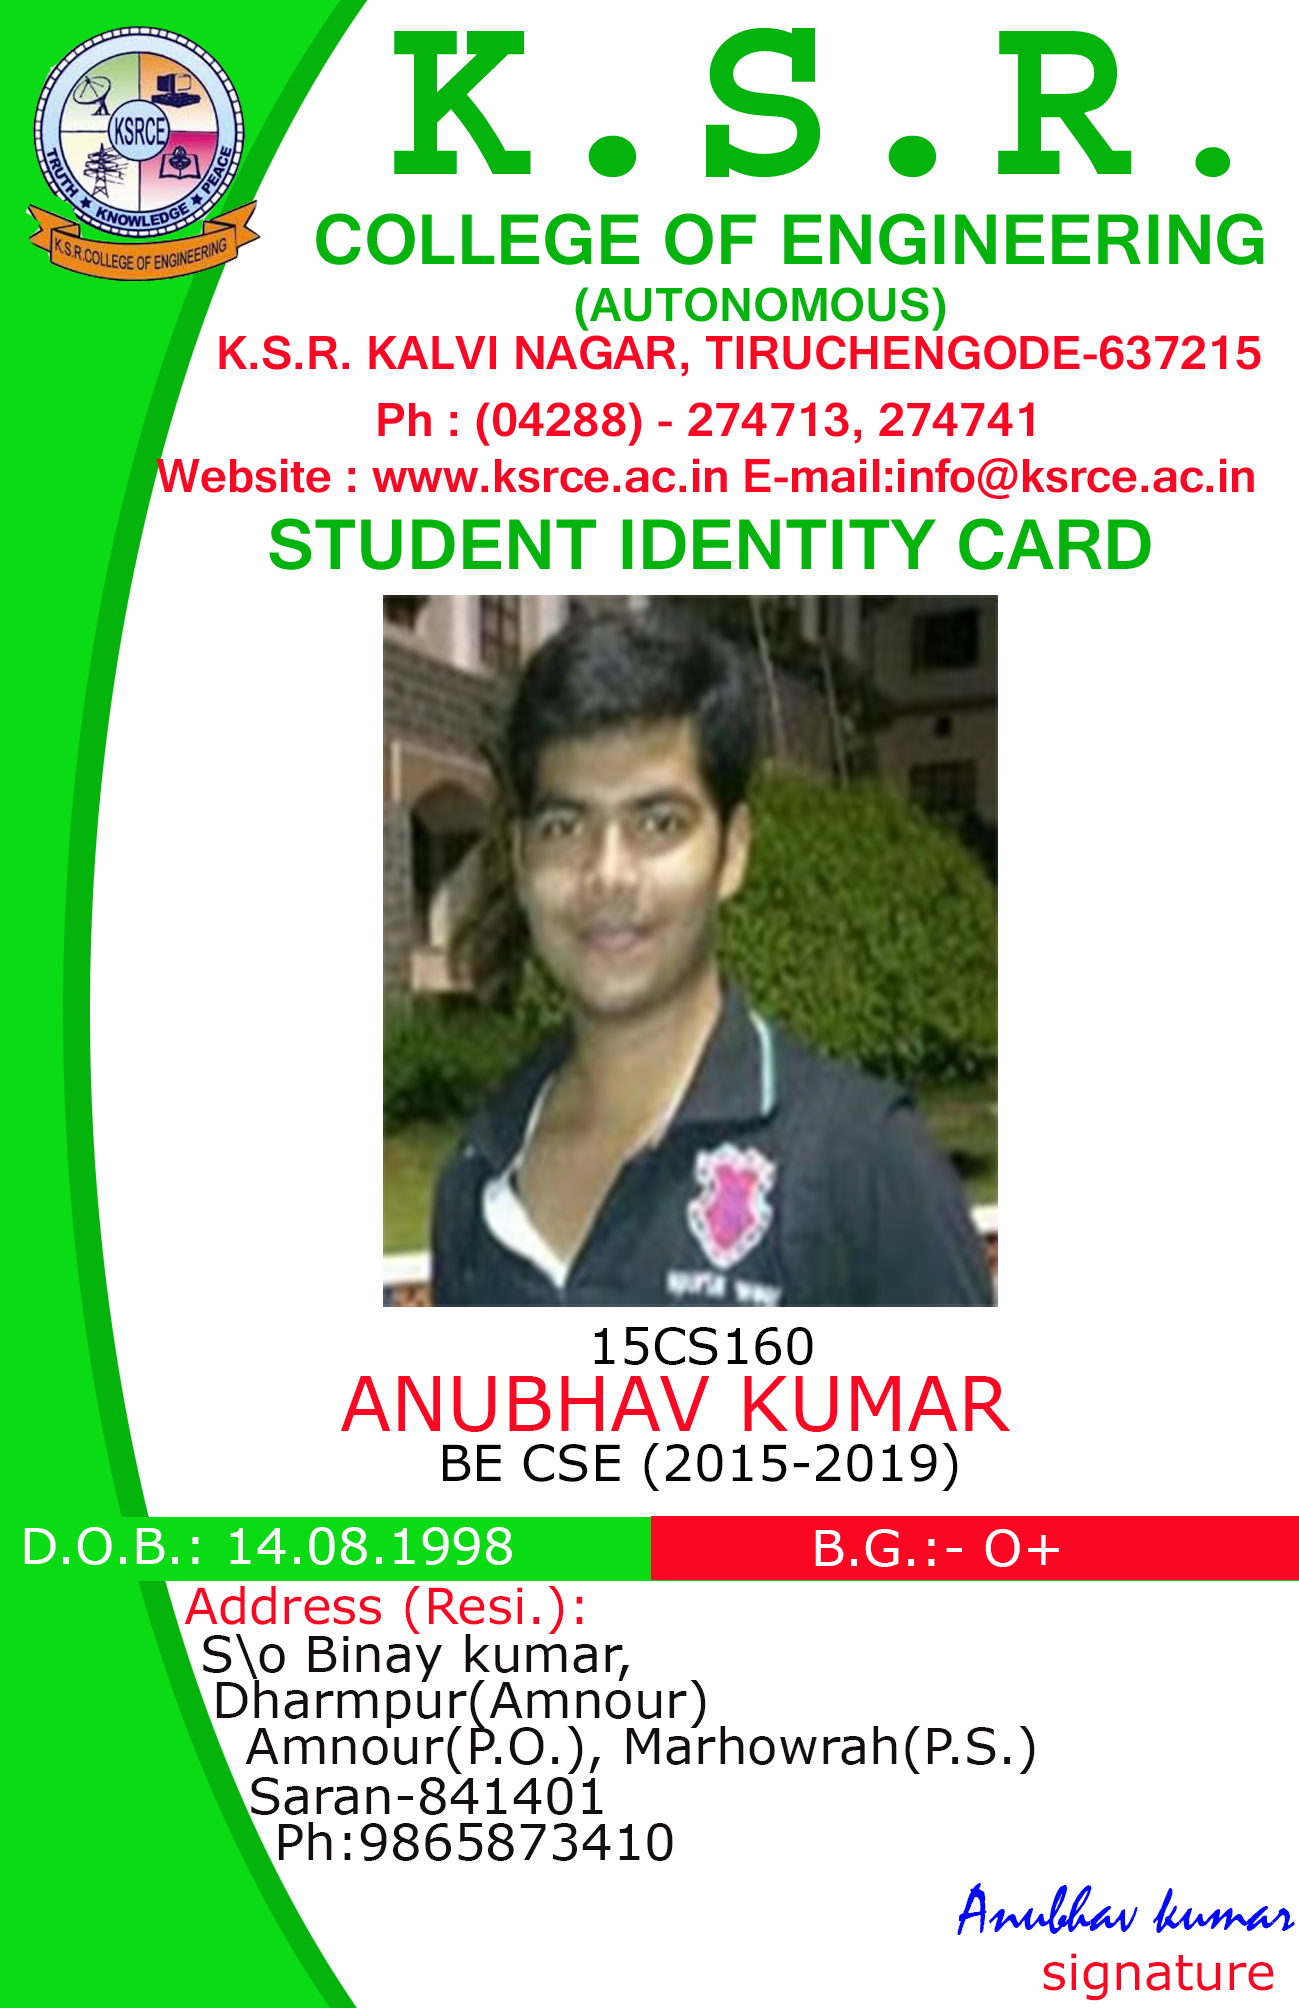 K.S.R.
COLLEGE OF ENGINEERING
(AUTONOMOUS)
K.S.R. KALVI NAGAR, TIRUCHENGODE-637215
Ph : (04288) - 274713, 274741
Website : www.ksrce.ac.in E-mail:info@ksrce.ac.in
STUDENT IDENTITY CARD
KSRCE
TRUTH ★ KNOWLEDGE ★ PEACE
K.S.R.COLLEGE OF ENGINEERING
15CS160
ANUBHAV KUMAR
BE CSE (2015-2019)
D.O.B.: 14.08.1998
B.G.:- O+
Address (Resi.):
S\o Binay kumar,
Dharmpur(Amnour)
Amnour(P.O.), Marhowrah(P.S.)
Saran-841401
Ph:9865873410
Anubhav kumar
signature